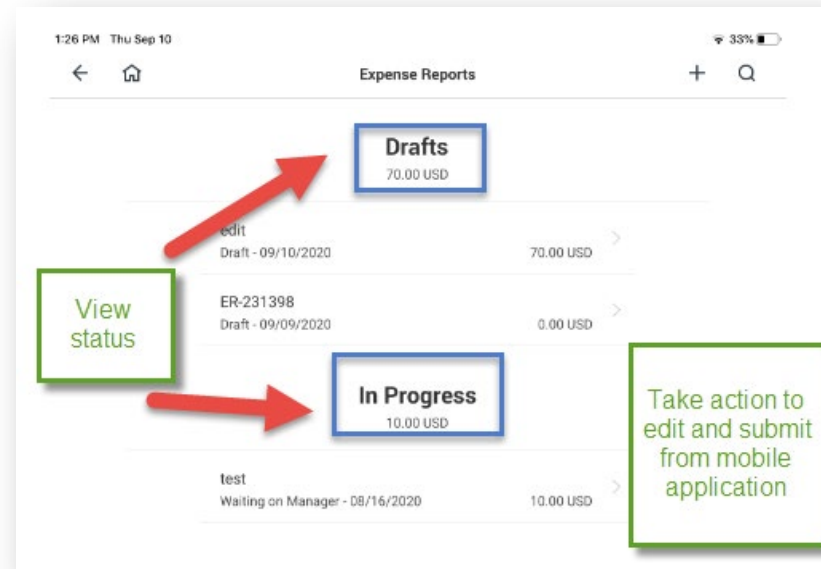 1:26 PM Thu Sep 10 33%
Expense Reports
Drafts
70.00 USD
edit
Draft - 09/10/2020 70.00 USD
ER-231398
Draft - 09/09/2020 0.00 USD
View
status
In Progress
10.00 USD
Take action to
edit and submit
from mobile
application
test
Waiting on Manager - 08/16/2020 10.00 USD